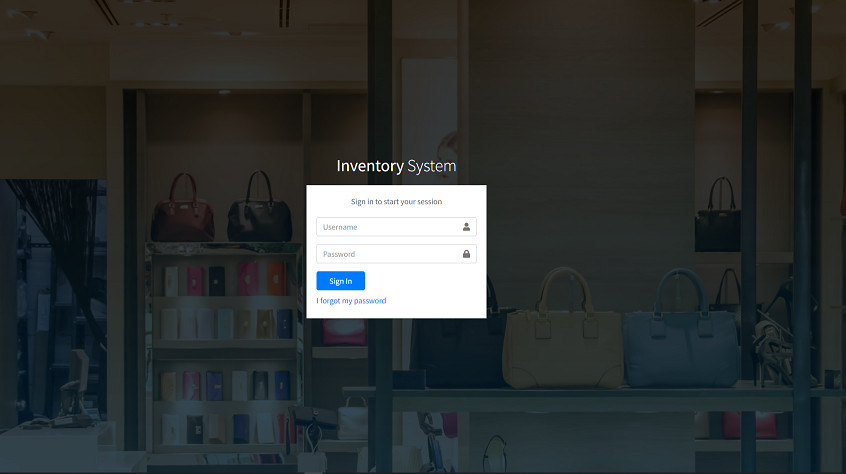 Inventory System
Sign in to start your session
Username
Password
Sign In
I forgot my password